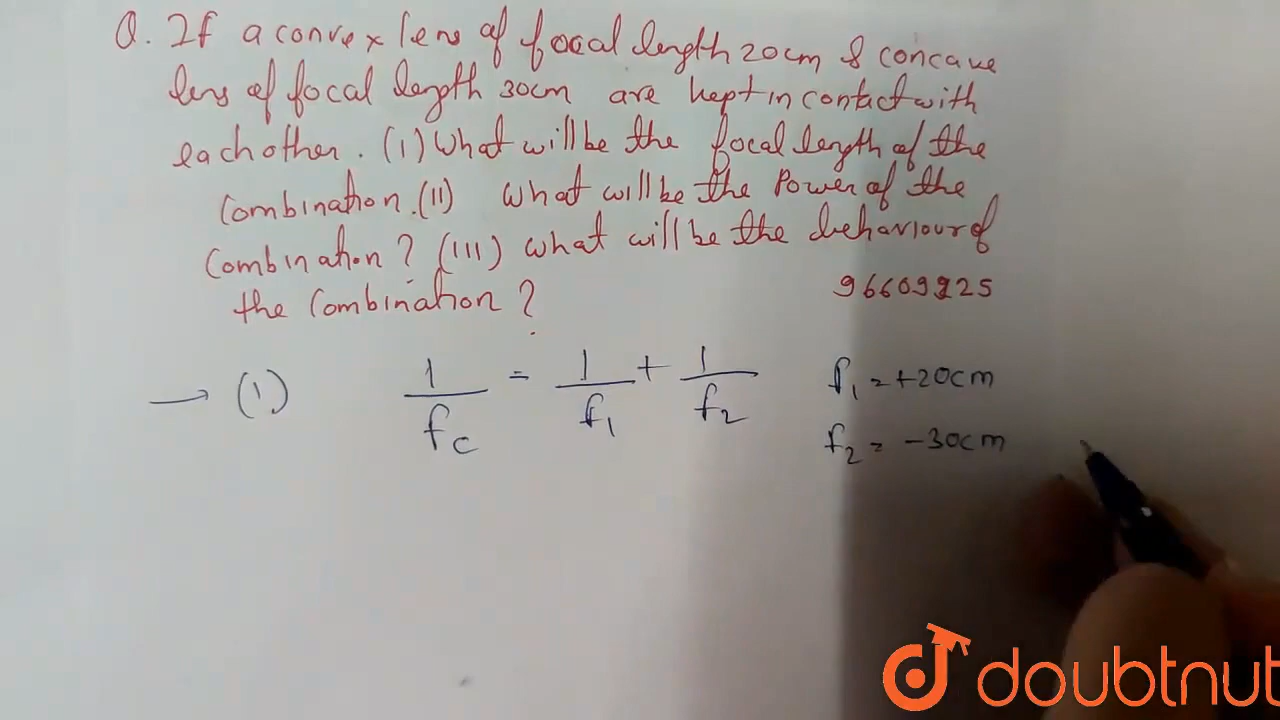 Q. If a convex lens of focal length 20cm & concave
lens of focal length 30cm are kept in contact with
each other. (I) What will be the focal length of the
Combination. (II) What will be the Power of the
Combination? (III) What will be the behaviour of
the Combination?
96609225
→ (1) 1/fc = 1/f1 + 1/f2 f1 = +20cm
f2 = -30cm
doubtnut